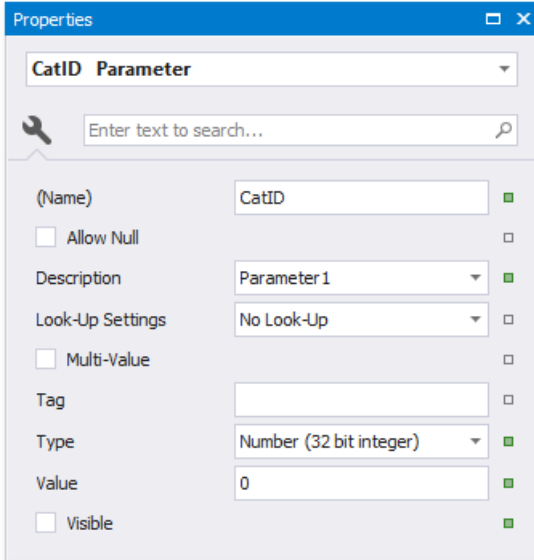 Properties
CatID Parameter
Enter text to search...
(Name) CatID
Allow Null
Description Parameter1
Look-Up Settings No Look-Up
Multi-Value
Tag
Type Number (32 bit integer)
Value 0
Visible